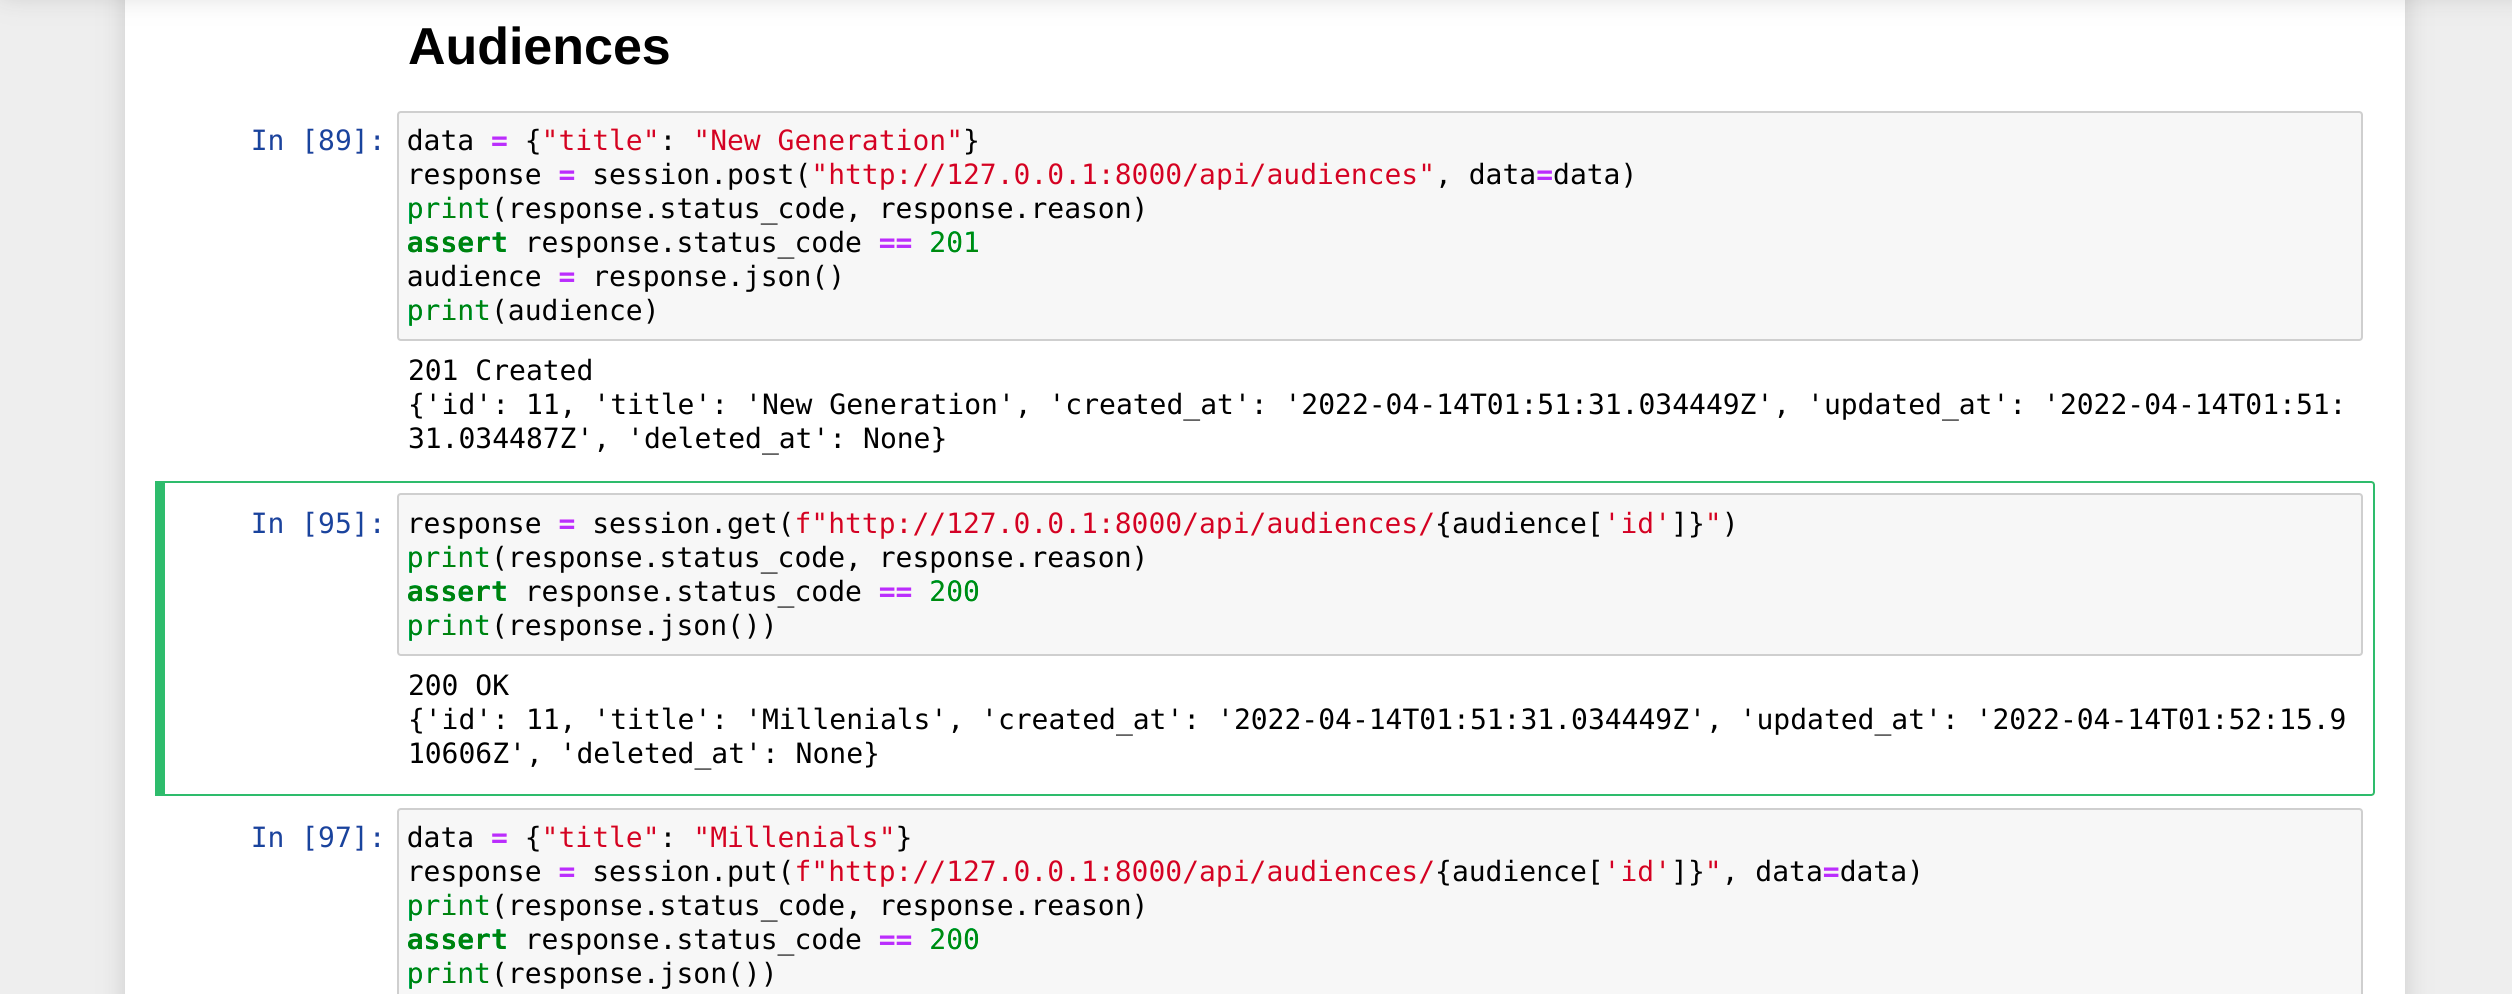 Audiences
In [89]: data = {"title": "New Generation"}
response = session.post("http://127.0.0.1:8000/api/audiences", data=data)
print(response.status_code, response.reason)
assert response.status_code == 201
audience = response.json()
print(audience)
201 Created
{'id': 11, 'title': 'New Generation', 'created_at': '2022-04-14T01:51:31.034449Z', 'updated_at': '2022-04-14T01:51:
31.034487Z', 'deleted_at': None}
In [95]: response = session.get(f"http://127.0.0.1:8000/api/audiences/{audience['id']}")
print(response.status_code, response.reason)
assert response.status_code == 200
print(response.json())
200 OK
{'id': 11, 'title': 'Millenials', 'created_at': '2022-04-14T01:51:31.034449Z', 'updated_at': '2022-04-14T01:52:15.9
10606Z', 'deleted_at': None}
In [97]: data = {"title": "Millenials"}
response = session.put(f"http://127.0.0.1:8000/api/audiences/{audience['id']}", data=data)
print(response.status_code, response.reason)
assert response.status_code == 200
print(response.json())